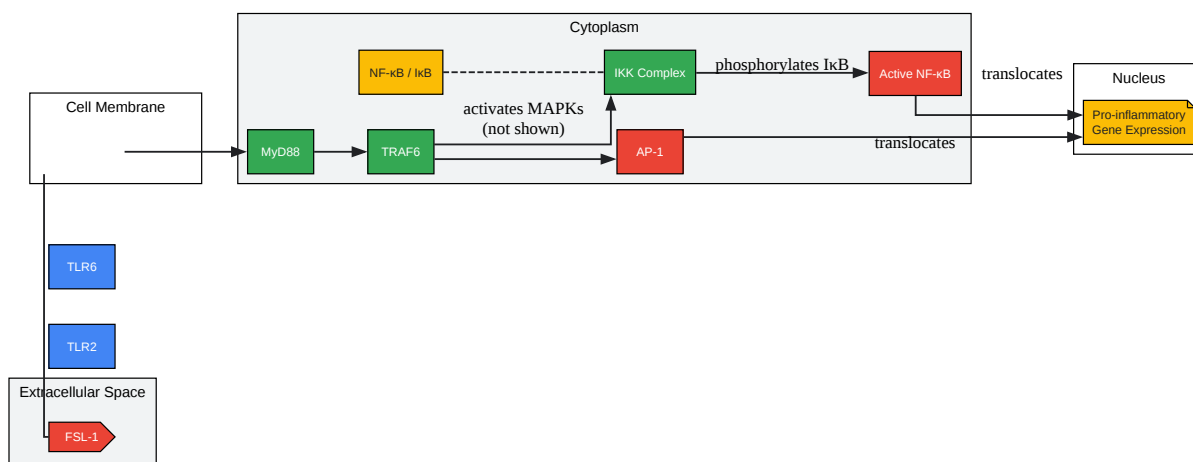 Cytoplasm
NF-κB / IκB
IKK Complex
phosphorylates IκB
Active NF-κB
translocates
Nucleus
Pro-inflammatory
Gene Expression
Cell Membrane
activates MAPKs
(not shown)
MyD88
TRAF6
AP-1
translocates
TLR6
TLR2
Extracellular Space
FSL-1